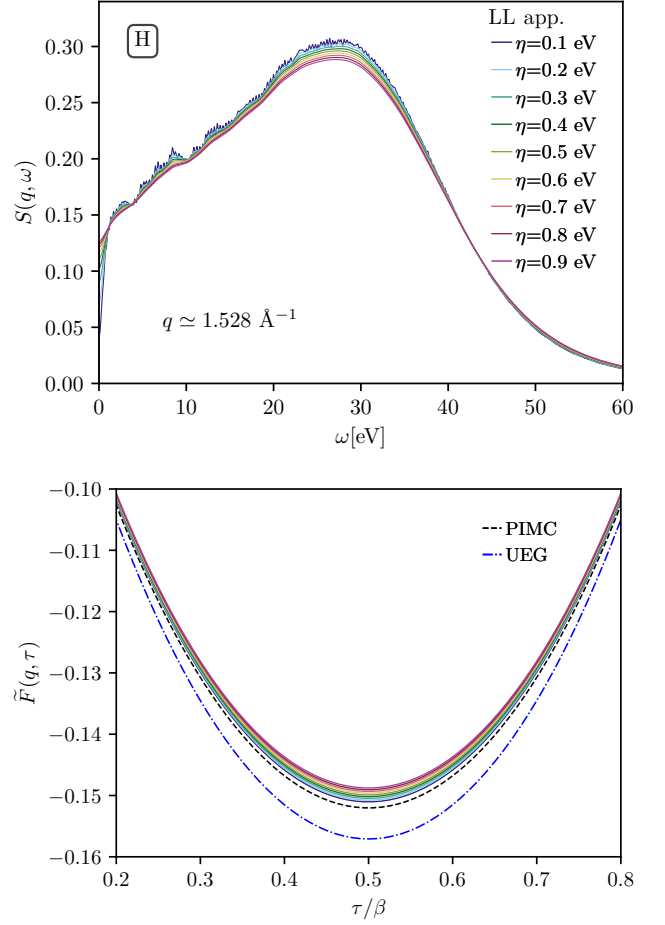 H
LL app.
η=0.1 eV
η=0.2 eV
η=0.3 eV
η=0.4 eV
η=0.5 eV
η=0.6 eV
η=0.7 eV
η=0.8 eV
η=0.9 eV
q ≃ 1.528 Å⁻¹
S(q, ω)
0.30
0.25
0.20
0.15
0.10
0.05
0.00
0 10 20 30 40 50 60
ω[eV]
PIMC
UEG
F̃(q, τ)
−0.10
−0.11
−0.12
−0.13
−0.14
−0.15
−0.16
0.2 0.3 0.4 0.5 0.6 0.7 0.8
τ/β